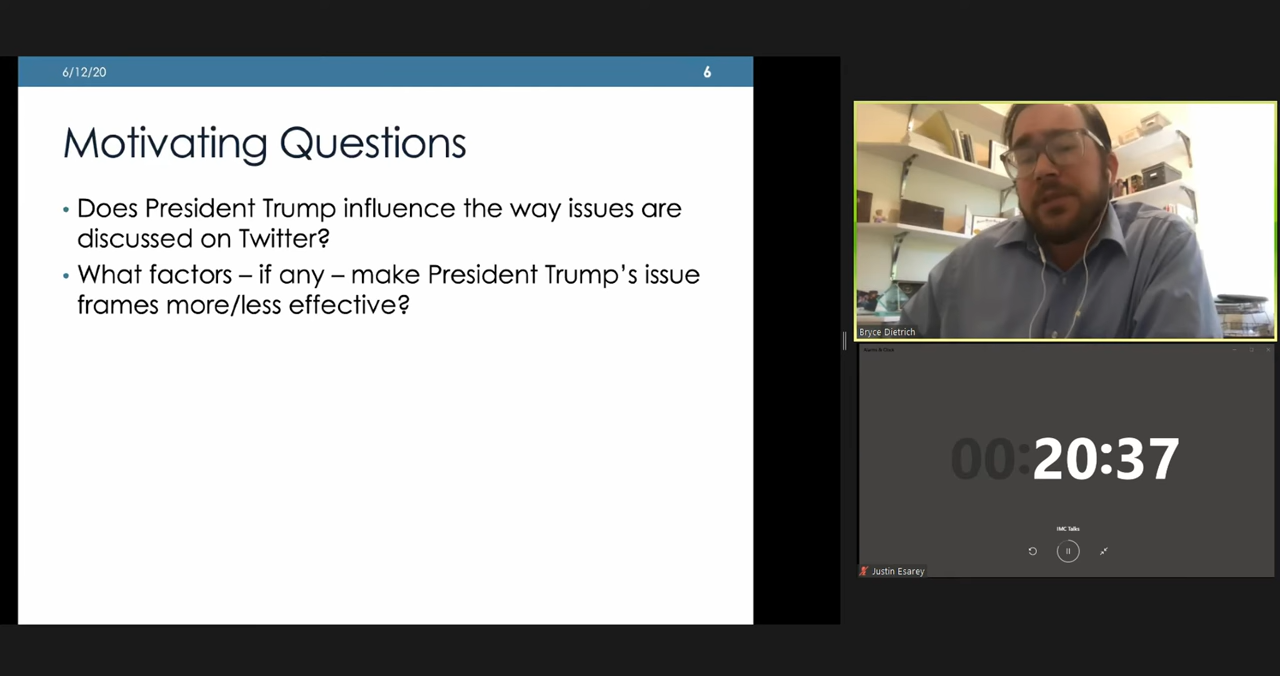 6/12/20
6
Motivating Questions
• Does President Trump influence the way issues are
discussed on Twitter?
• What factors – if any – make President Trump's issue
frames more/less effective?
Bryce Dietrich
00:20:37
IMC Talks
Justin Esarey